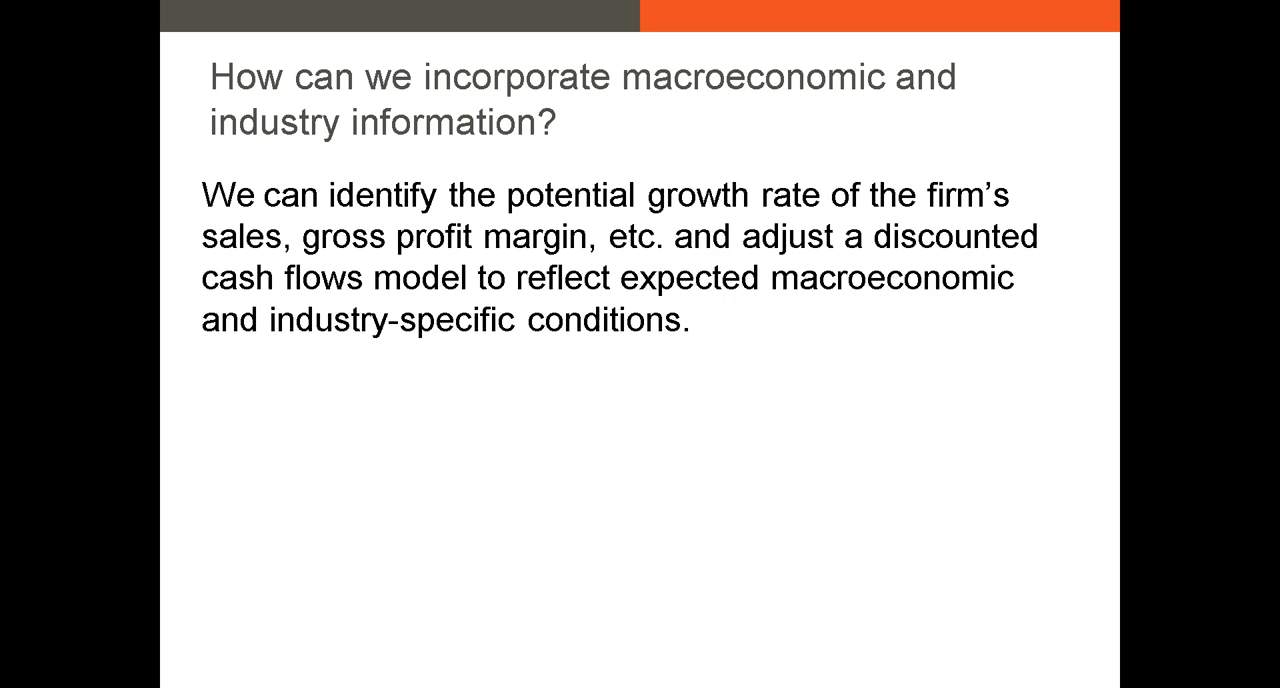 How can we incorporate macroeconomic and
industry information?
We can identify the potential growth rate of the firm’s
sales, gross profit margin, etc. and adjust a discounted
cash flows model to reflect expected macroeconomic
and industry-specific conditions.